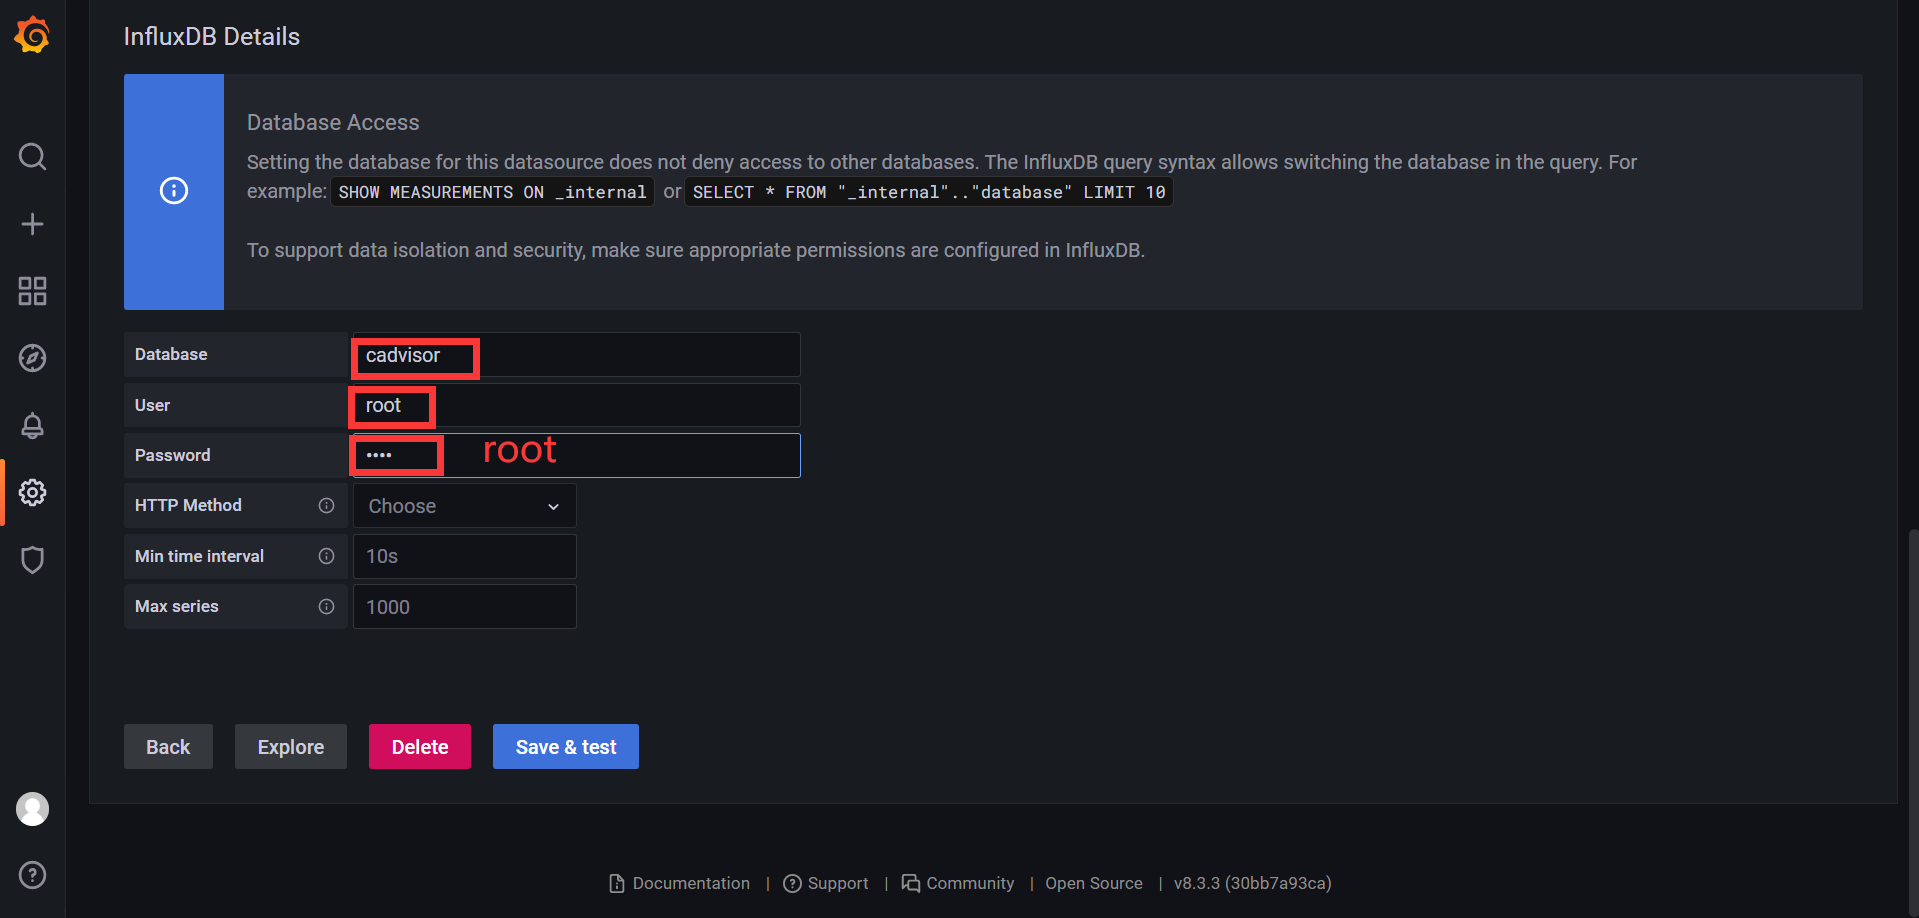 InfluxDB Details
Database Access
Setting the database for this datasource does not deny access to other databases. The InfluxDB query syntax allows switching the database in the query. For
example: SHOW MEASUREMENTS ON _internal or SELECT * FROM "_internal".."database" LIMIT 10
To support data isolation and security, make sure appropriate permissions are configured in InfluxDB.
Database cadvisor
User root
Password •••• root
HTTP Method Choose
Min time interval 10s
Max series 1000
Back Explore Delete Save & test
Documentation | Support | Community | Open Source | v8.3.3 (30bb7a93ca)